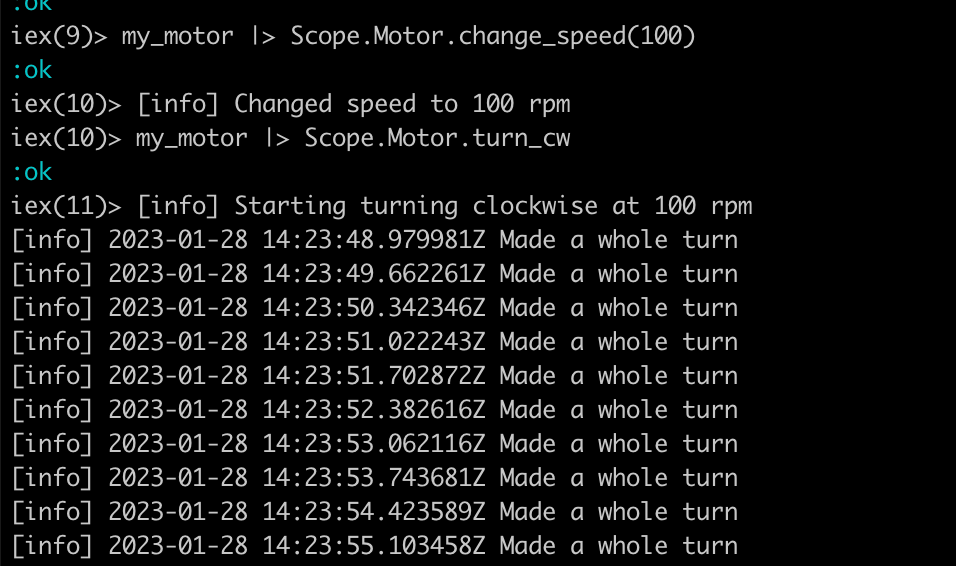 :ok
iex(9)> my_motor |> Scope.Motor.change_speed(100)
:ok
iex(10)> [info] Changed speed to 100 rpm
iex(10)> my_motor |> Scope.Motor.turn_cw
:ok
iex(11)> [info] Starting turning clockwise at 100 rpm
[info] 2023-01-28 14:23:48.979981Z Made a whole turn
[info] 2023-01-28 14:23:49.662261Z Made a whole turn
[info] 2023-01-28 14:23:50.342346Z Made a whole turn
[info] 2023-01-28 14:23:51.022243Z Made a whole turn
[info] 2023-01-28 14:23:51.702872Z Made a whole turn
[info] 2023-01-28 14:23:52.382616Z Made a whole turn
[info] 2023-01-28 14:23:53.062116Z Made a whole turn
[info] 2023-01-28 14:23:53.743681Z Made a whole turn
[info] 2023-01-28 14:23:54.423589Z Made a whole turn
[info] 2023-01-28 14:23:55.103458Z Made a whole turn